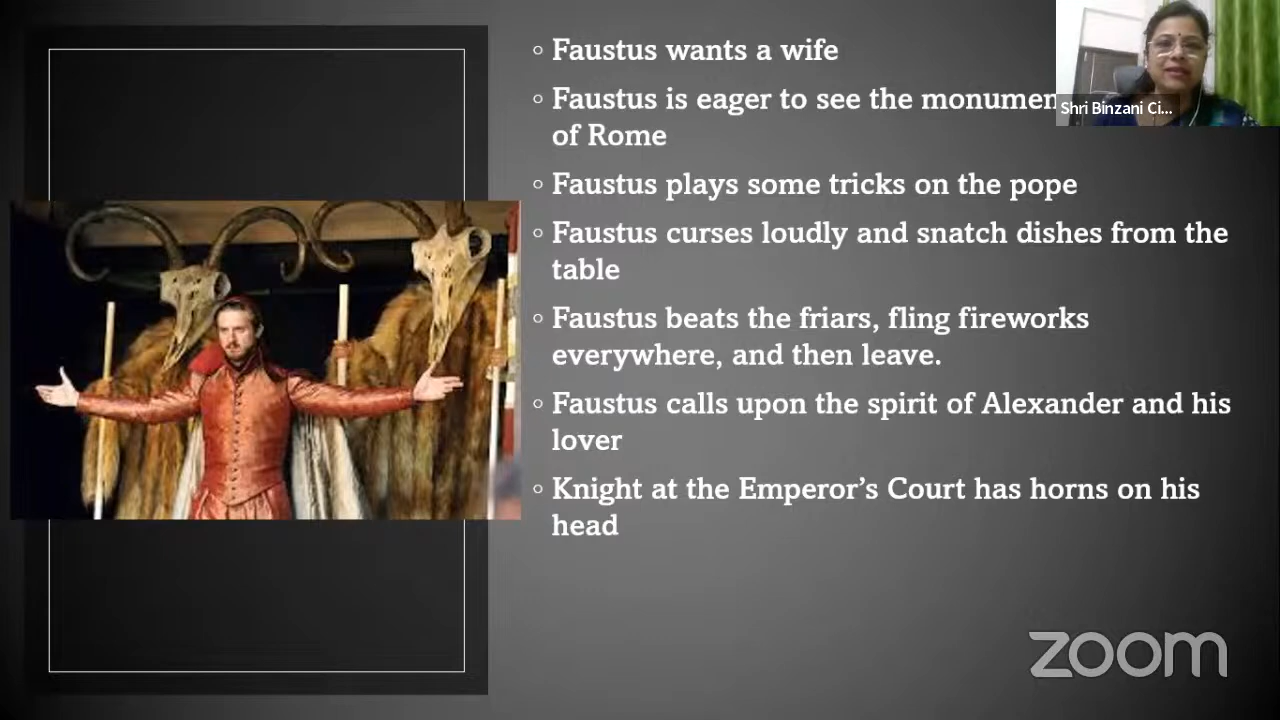 Faustus wants a wife
Faustus is eager to see the
of Rome
Faustus plays some tricks on the pope
Faustus curses loudly and snatch dishes from the
table
Faustus beats the friars, fling fireworks
everywhere, and then leave.
Faustus calls upon the spirit of Alexander and his
lover
Knight at the Emperor’s Court has horns on his
head
Shri Binzani Ci...
zoom